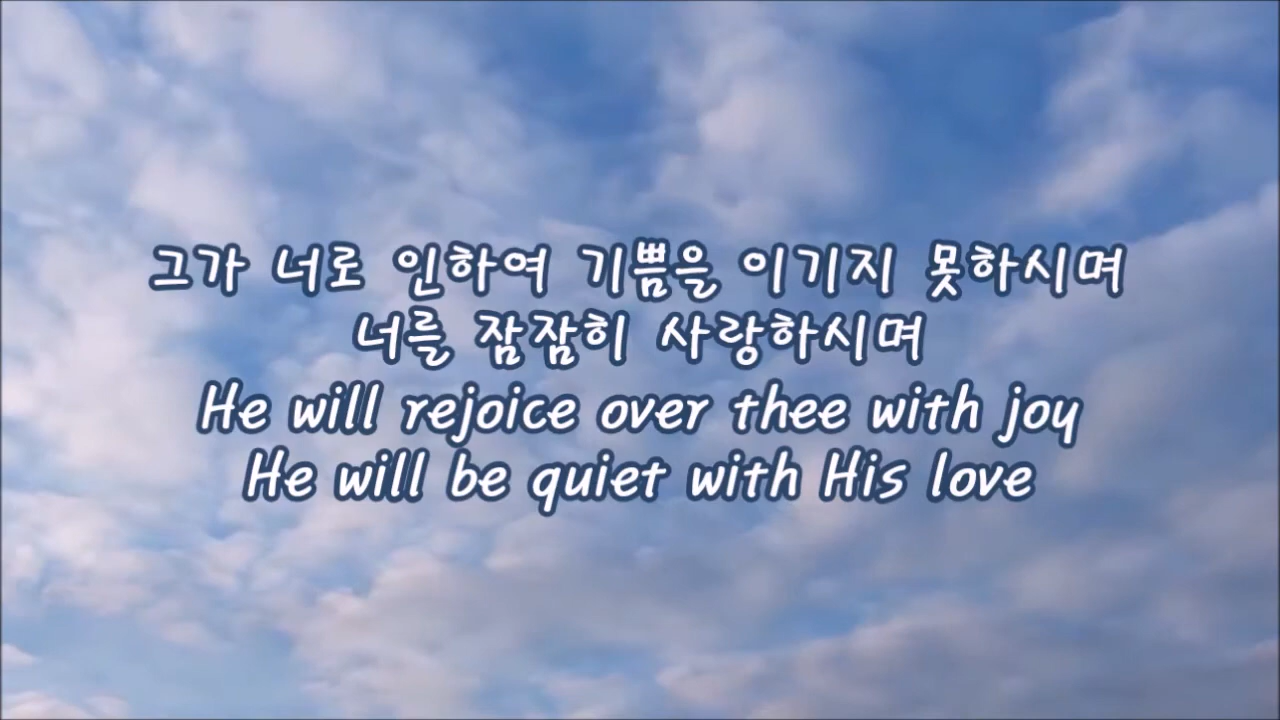 그가 너로 인하여 기쁨을 이기지 못하시며
너를 잠잠히 사랑하시며
He will rejoice over thee with joy
He will be quiet with His love